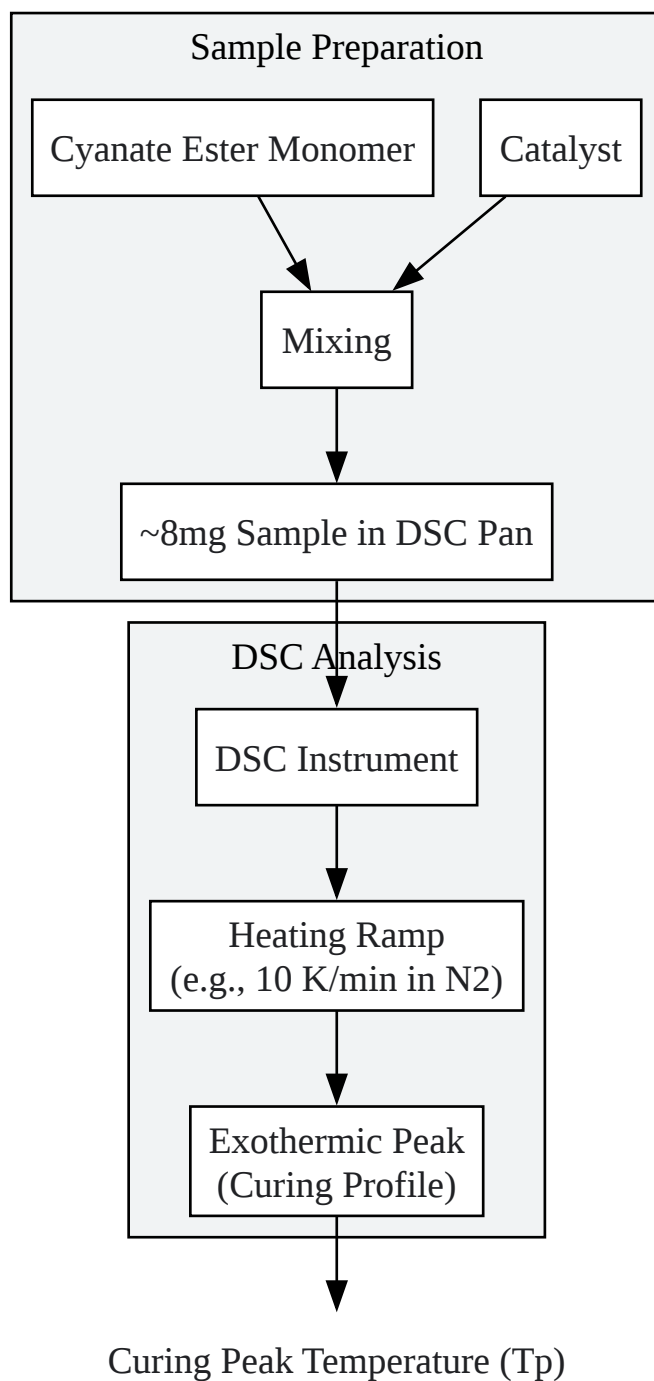 Sample Preparation
Cyanate Ester Monomer
Catalyst
Mixing
~8mg Sample in DSC Pan
DSC Analysis
DSC Instrument
Heating Ramp
(e.g., 10 K/min in N2)
Exothermic Peak
(Curing Profile)
Curing Peak Temperature (Tp)